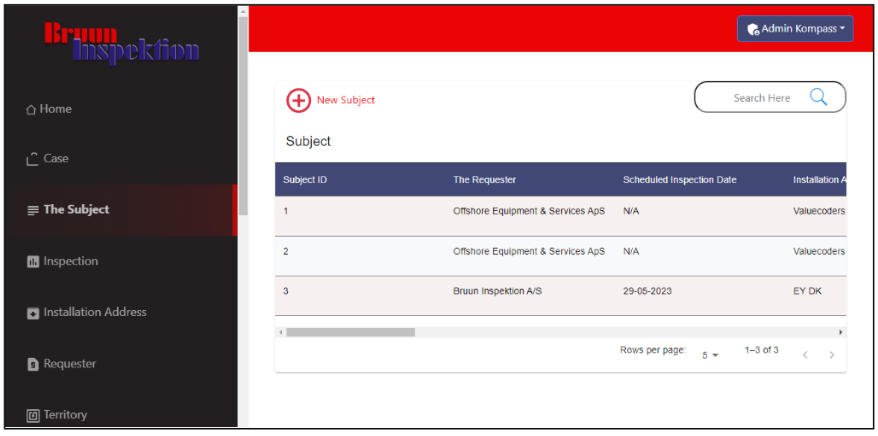 Bruun
Inspektion
Admin Kompass
Home
Case
The Subject
Inspection
Installation Address
Requester
Territory
New Subject
Search Here
Subject
Subject ID The Requester Scheduled Inspection Date Installation A
1 Offshore Equipment & Services ApS N/A Valuecoders
2 Offshore Equipment & Services ApS N/A Valuecoders
3 Bruun Inspektion A/S 29-05-2023 EY DK
Rows per page: 5 1–3 of 3